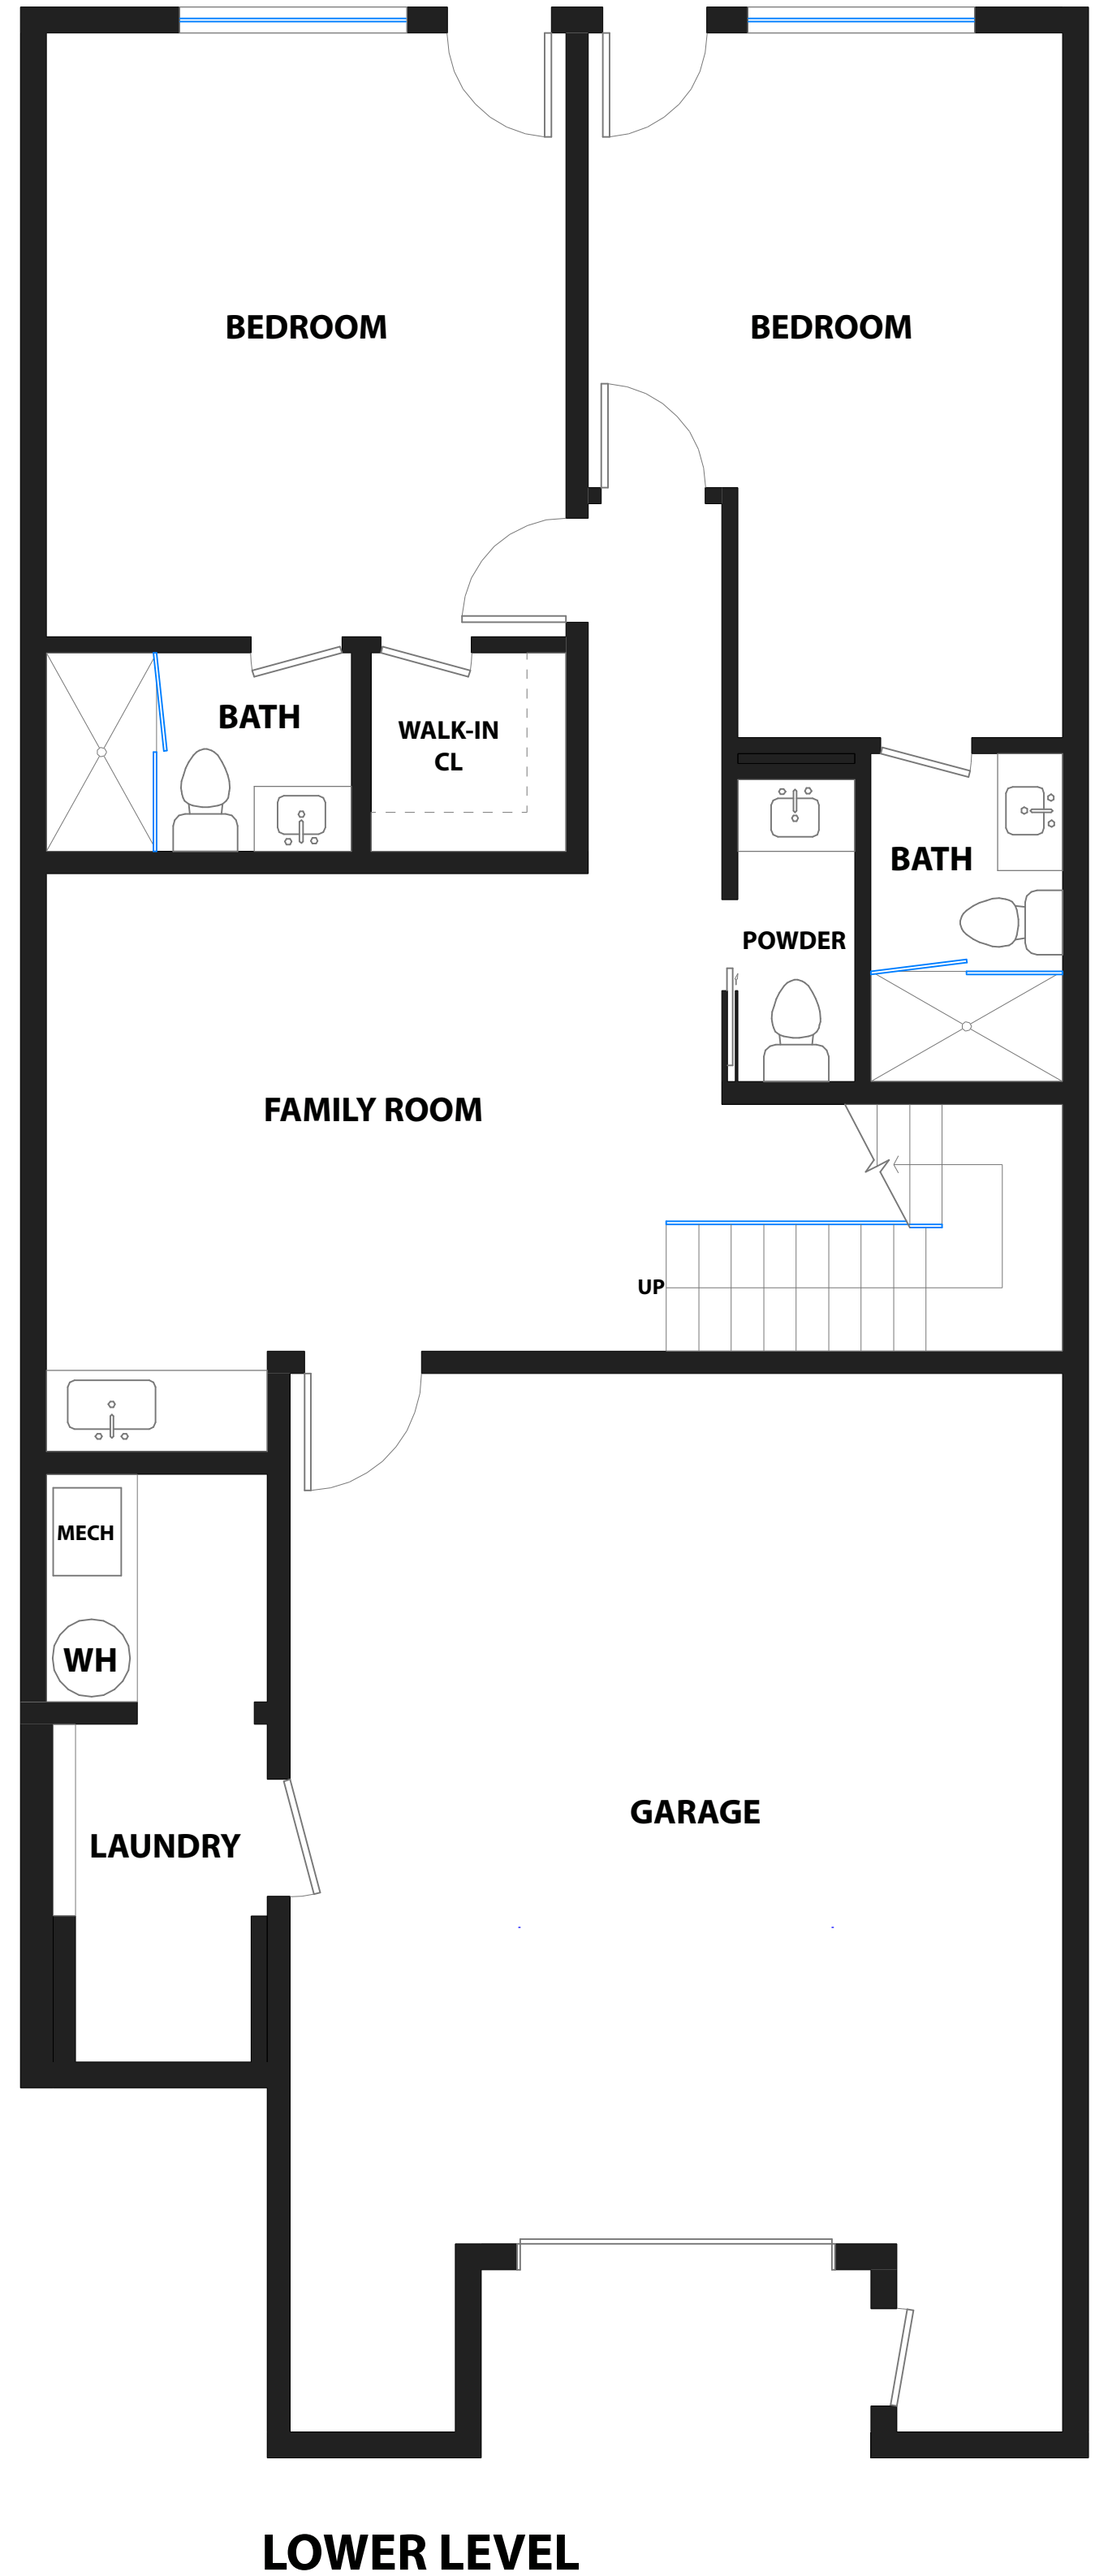 BEDROOM
BEDROOM
BATH
WALK-IN
CL
BATH
POWDER
FAMILY ROOM
UP
MECH
WH
GARAGE
LAUNDRY
LOWER LEVEL